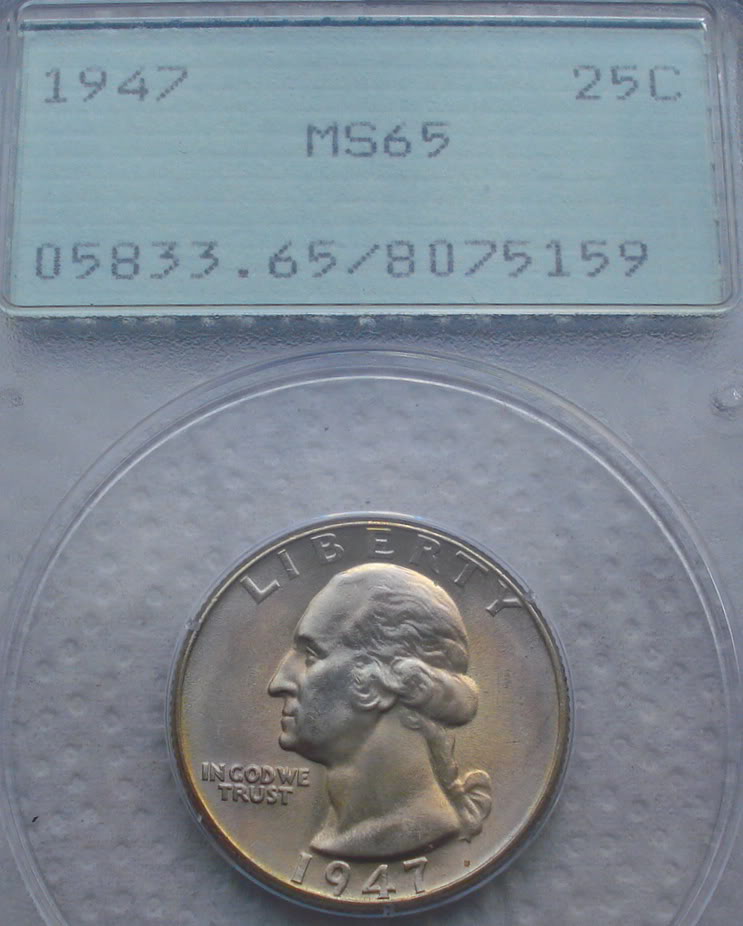 1947 25C
MS65
05833.65/8075159
LIBERTY
IN GOD WE
TRUST
1947